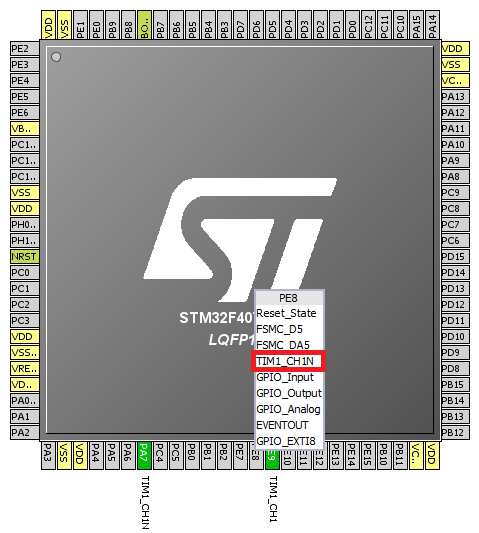 VDD
VSS
PE1
PE0
PB9
PB8
BO..
PB7
PB6
PB5
PB4
PB3
PD7
PD6
PD5
PD4
PD3
PD2
PD1
PD0
PC12
PC11
PC10
PA15
PA14
PE2
PE3
PE4
PE5
PE6
VB..
PC1..
PC1..
PC1..
VSS
VDD
PH0..
PH1..
NRST
PC0
PC1
PC2
PC3
VDD
VSS..
VRE..
VD..
PA0..
PA1
PA2
VDD
VSS
VC..
PA13
PA12
PA11
PA10
PA9
PA8
PC9
PC8
PC7
PC6
PD15
PD14
PD13
PD12
PD11
PD10
PD9
PD8
PB15
PB14
PB13
PB12
ST
STM32F40
LQFP1
PE8
Reset_State
FSMC_D5
FSMC_DA5
TIM1_CH1N
GPIO_Input
GPIO_Output
GPIO_Analog
EVENTOUT
GPIO_EXTI8
PA3
VSS
VDD
PA4
PA5
PA6
PA7
PC4
PC5
PB0
PB1
PB2
PE7
E8
E9
E10
E11
E12
PE13
PE14
PE15
PB10
PB11
VC..
VDD
TIM1_CH1N
TIM1_CH1